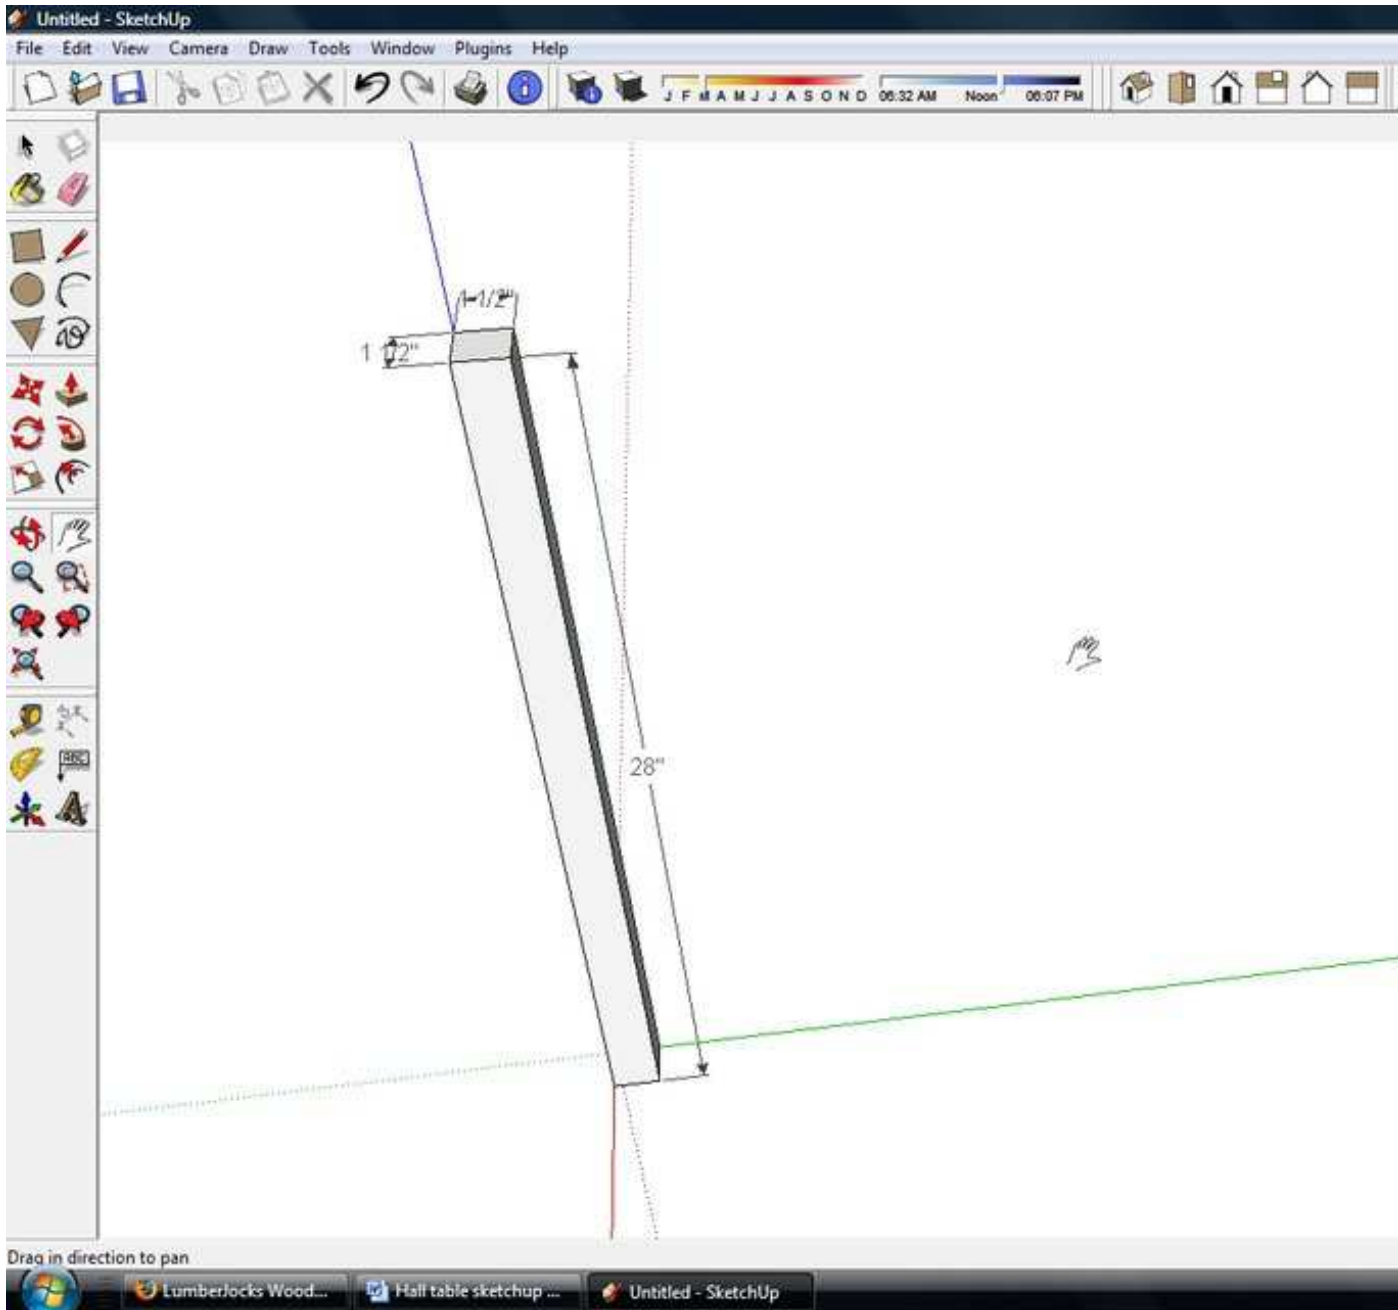 Untitled - SketchUp
File Edit View Camera Draw Tools Window Plugins Help
J F M A M J J A S O N D 06:32 AM Noon 06:07 PM
1 1/2"
1 1/2"
28"
ABC
Drag in direction to pan
LumberJocks Wood... Hall table sketchup ... Untitled - SketchUp